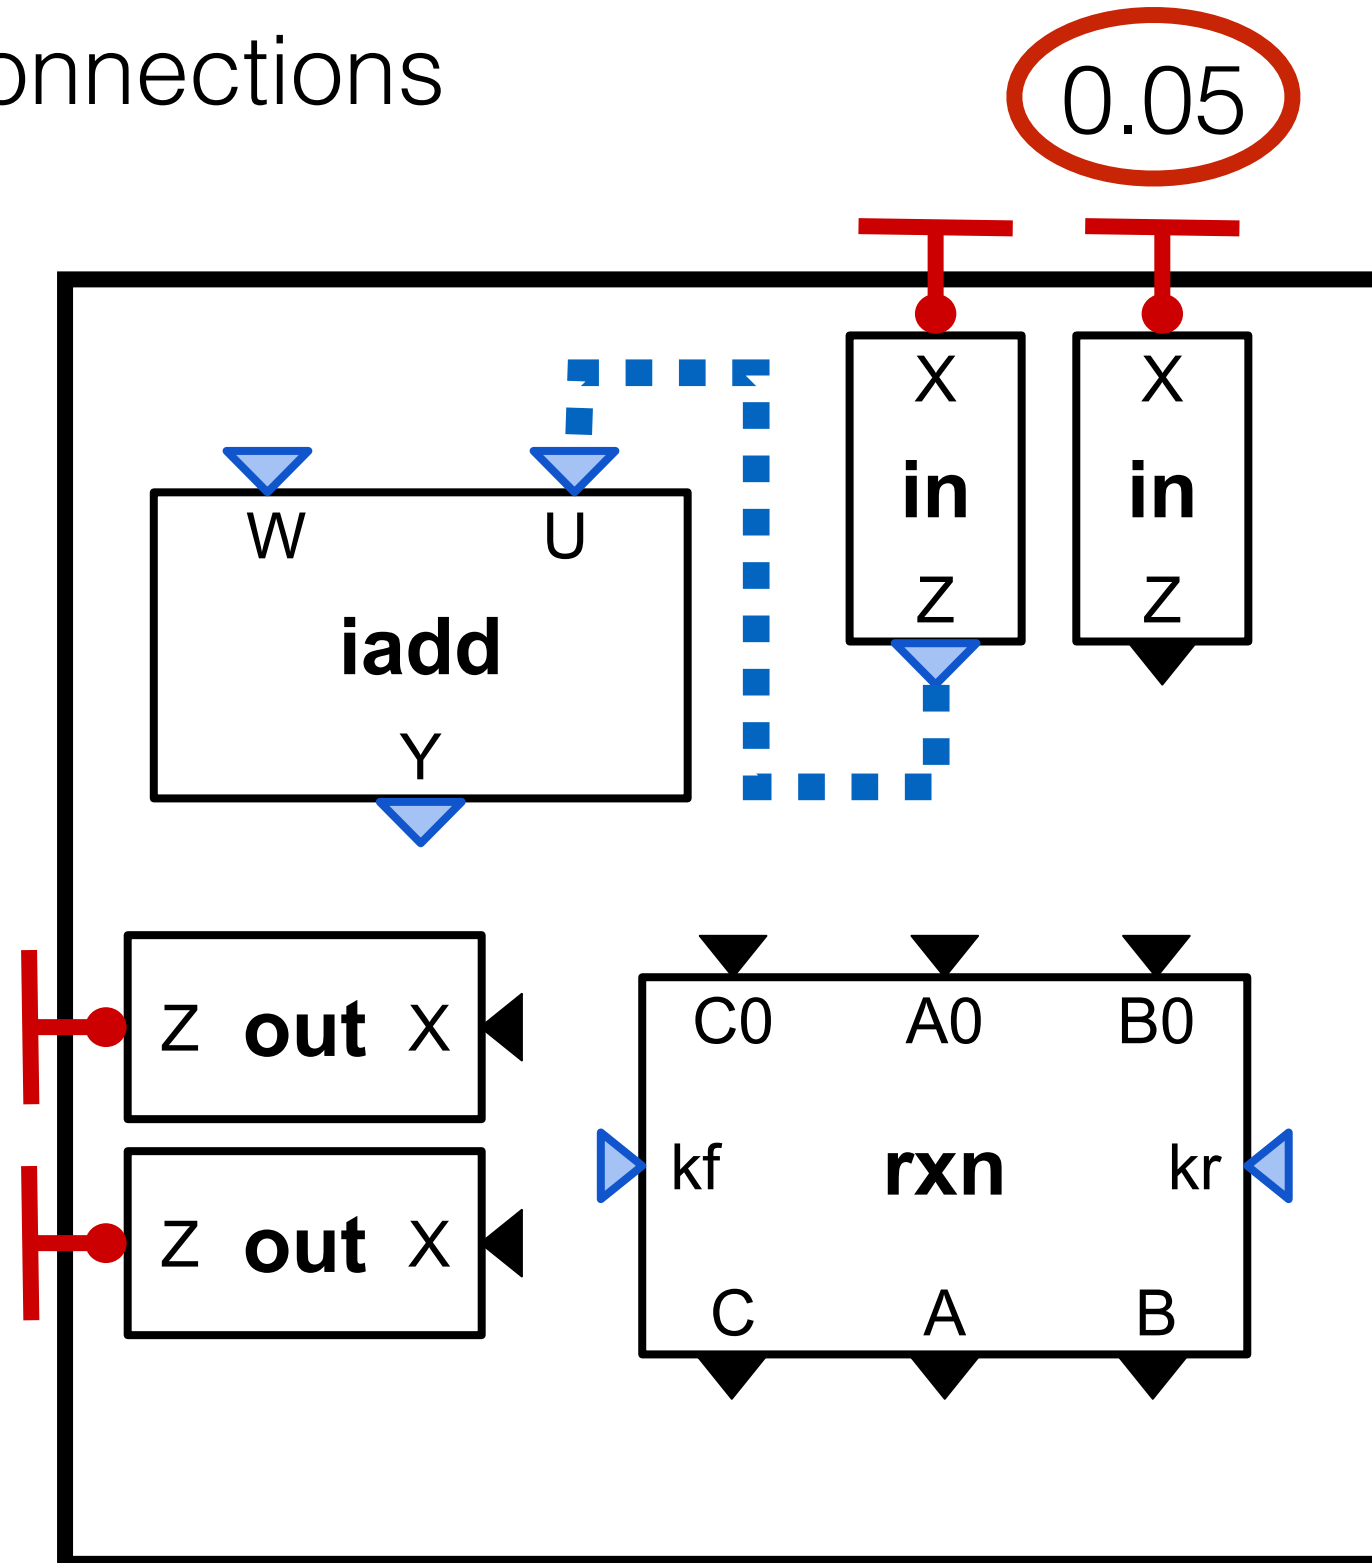 onnections
0.05
X X
in in
Z Z
W U
iadd
Y
Z out X
Z out X
C0 A0 B0
kf rxn kr
C A B